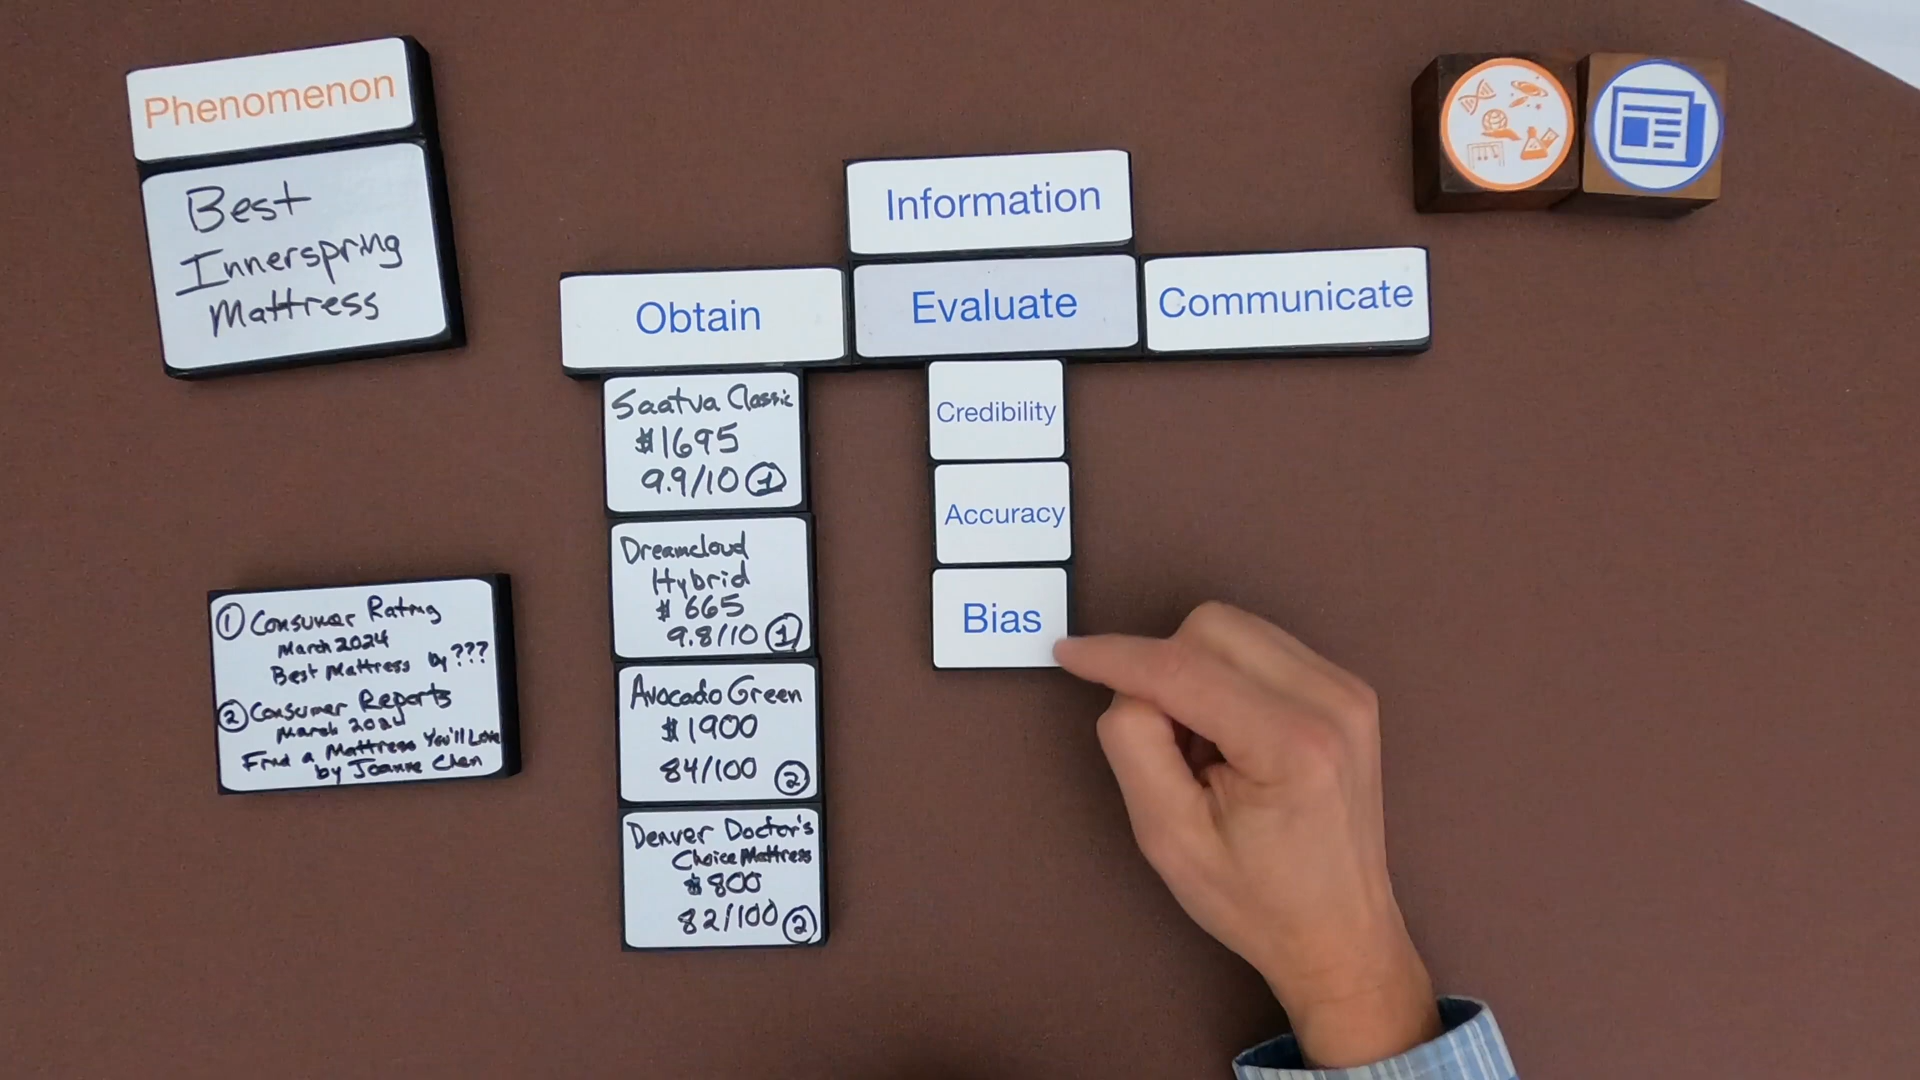 Phenomenon
Best
Innerspring
Mattress
Information
Obtain
Evaluate
Communicate
Saatva Classic
$1695
9.9/10 ①
Dreamcloud
Hybrid
$665
9.8/10 ①
Avocado Green
$1900
84/100 ②
Denver Doctor's
Choice Mattress
$800
82/100 ②
Credibility
Accuracy
Bias
① Consumer Rating
March 2024
Best Mattress by ???
② Consumer Reports
March 2024
Find a Mattress You'll Love
by Joanne Chen